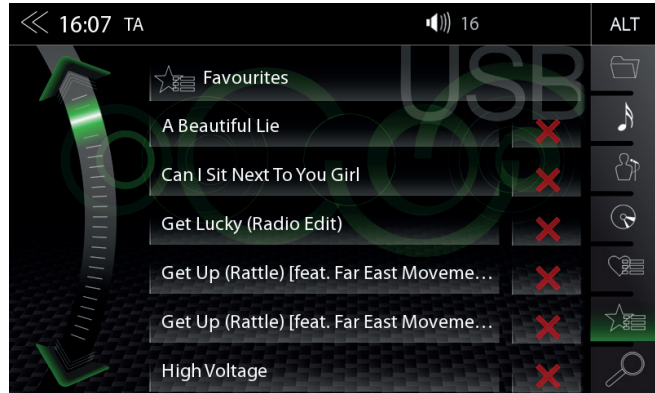 16:07 TA 16 ALT
USB
Favourites
A Beautiful Lie
Can I Sit Next To You Girl
Get Lucky (Radio Edit)
Get Up (Rattle) [feat. Far East Moveme...
Get Up (Rattle) [feat. Far East Moveme...
High Voltage